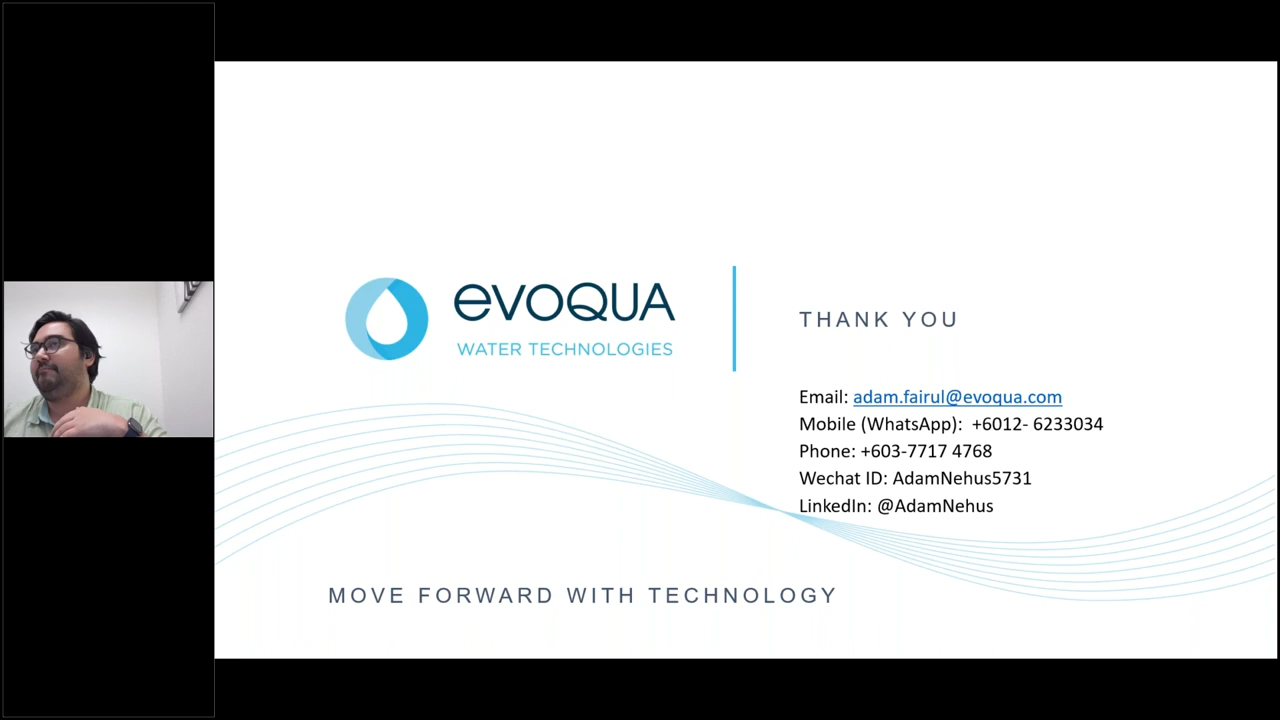 evoQUA
WATER TECHNOLOGIES
THANK YOU
Email: adam.fairul@evoqua.com
Mobile (WhatsApp): +6012- 6233034
Phone: +603-7717 4768
Wechat ID: AdamNehus5731
LinkedIn: @AdamNehus
MOVE FORWARD WITH TECHNOLOGY